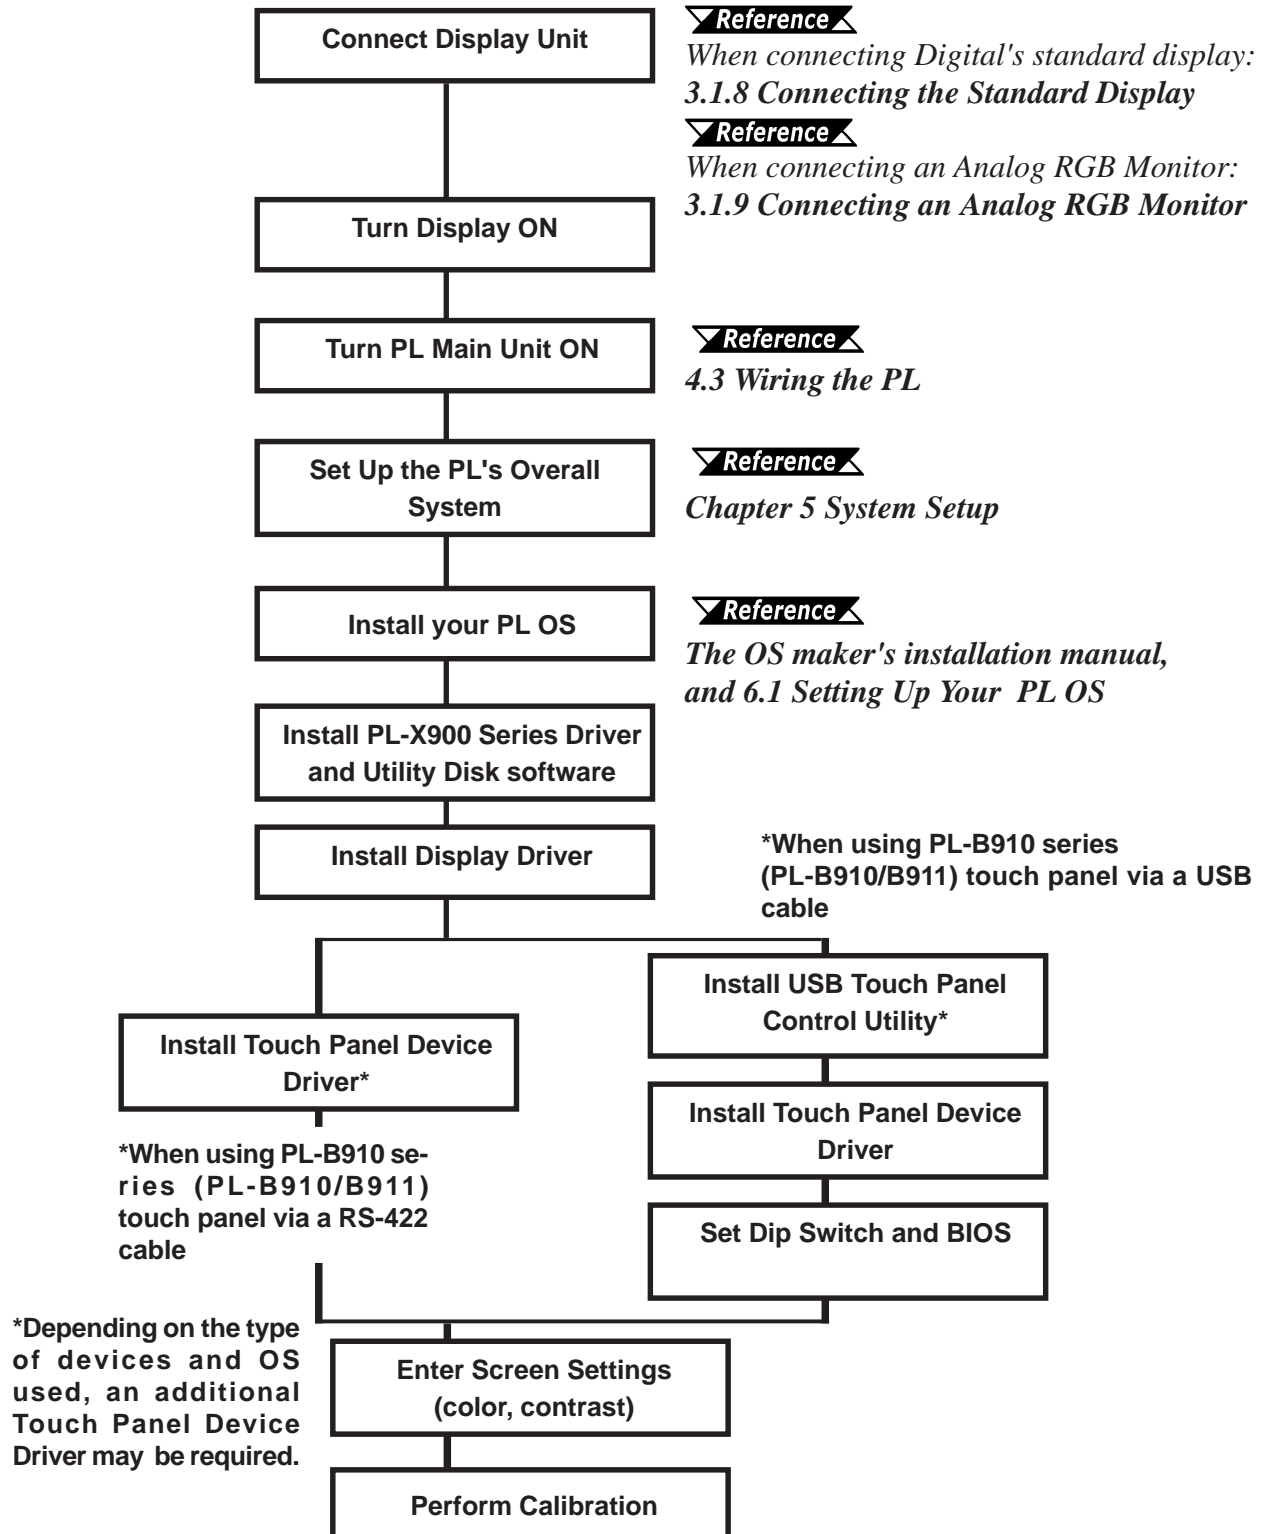 Connect Display Unit
Reference
When connecting Digital's standard display:
3.1.8 Connecting the Standard Display
Reference
When connecting an Analog RGB Monitor:
3.1.9 Connecting an Analog RGB Monitor
Turn Display ON
Turn PL Main Unit ON
Reference
4.3 Wiring the PL
Set Up the PL's Overall
System
Reference
Chapter 5 System Setup
Install your PL OS
Reference
The OS maker's installation manual,
and 6.1 Setting Up Your PL OS
Install PL-X900 Series Driver
and Utility Disk software
Install Display Driver
*When using PL-B910 series
(PL-B910/B911) touch panel via a USB
cable
Install USB Touch Panel
Control Utility*
Install Touch Panel Device
Driver*
Install Touch Panel Device
Driver
*When using PL-B910 se-
ries (PL-B910/B911)
touch panel via a RS-422
cable
Set Dip Switch and BIOS
*Depending on the type
of devices and OS
used, an additional
Touch Panel Device
Driver may be required.
Enter Screen Settings
(color, contrast)
Perform Calibration